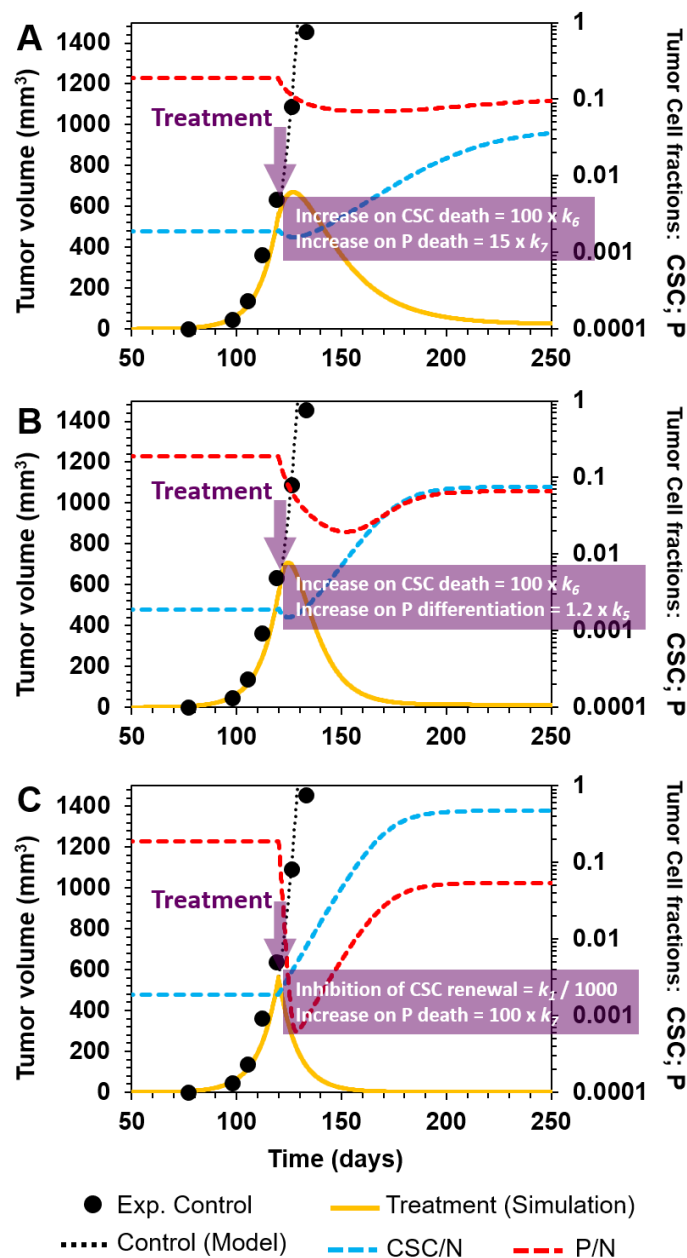 A
Tumor volume (mm³)
1400
1200
1000
800
600
400
200
0
50
100
150
200
250
1
0.1
0.01
0.001
0.0001
Tumor Cell fractions: CSC; P
Treatment
Increase on CSC death = 100 x k6
Increase on P death = 15 x k7
B
Tumor volume (mm³)
1400
1200
1000
800
600
400
200
0
50
100
150
200
250
1
0.1
0.01
0.001
0.0001
Tumor Cell fractions: CSC; P
Treatment
Increase on CSC death = 100 x k6
Increase on P differentiation = 1.2 x k5
C
Tumor volume (mm³)
1400
1200
1000
800
600
400
200
0
50
100
150
200
250
1
0.1
0.01
0.001
0.0001
Tumor Cell fractions: CSC; P
Treatment
Inhibition of CSC renewal = k1 / 1000
Increase on P death = 100 x k7
Time (days)
Exp. Control
Treatment (Simulation)
Control (Model)
CSC/N
P/N